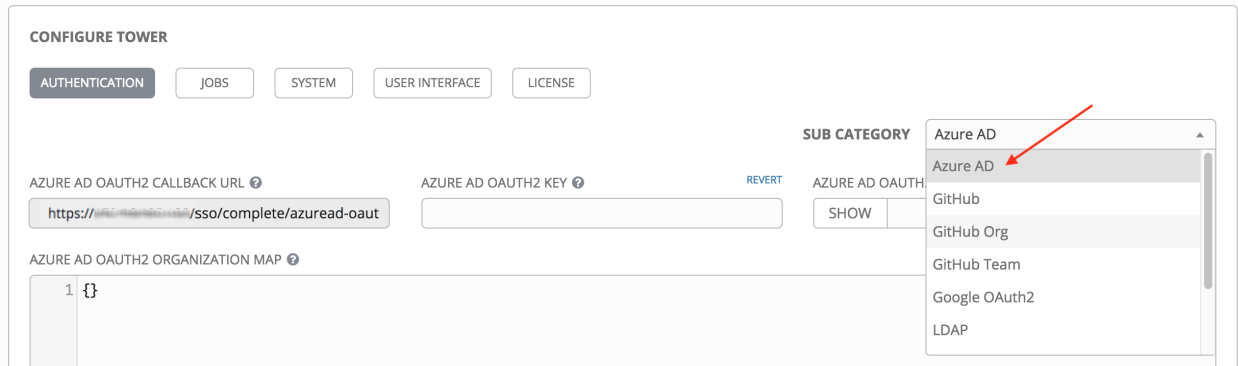 CONFIGURE TOWER
AUTHENTICATION JOBS SYSTEM USER INTERFACE LICENSE
SUB CATEGORY Azure AD
Azure AD
AZURE AD OAUTH2 CALLBACK URL AZURE AD OAUTH2 KEY REVERT AZURE AD OAUTH
GitHub
https:// /sso/complete/azuread-oaut SHOW
GitHub Org
AZURE AD OAUTH2 ORGANIZATION MAP
GitHub Team
1 {}
Google OAuth2
LDAP